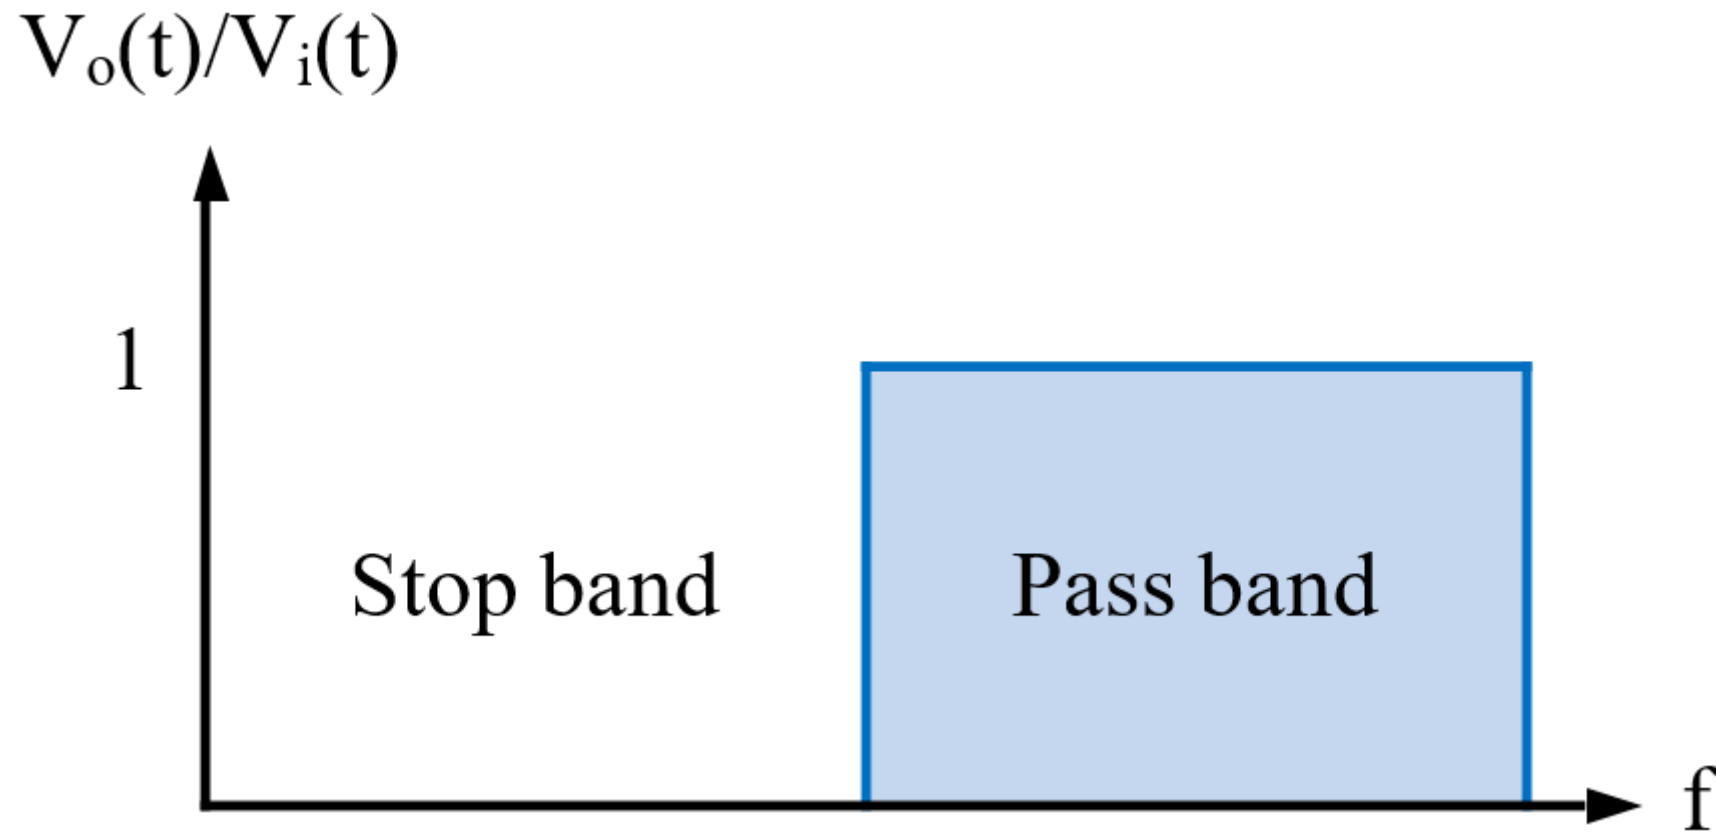 Vₒ(t)/Vᵢ(t)
1
Stop band
Pass band
f